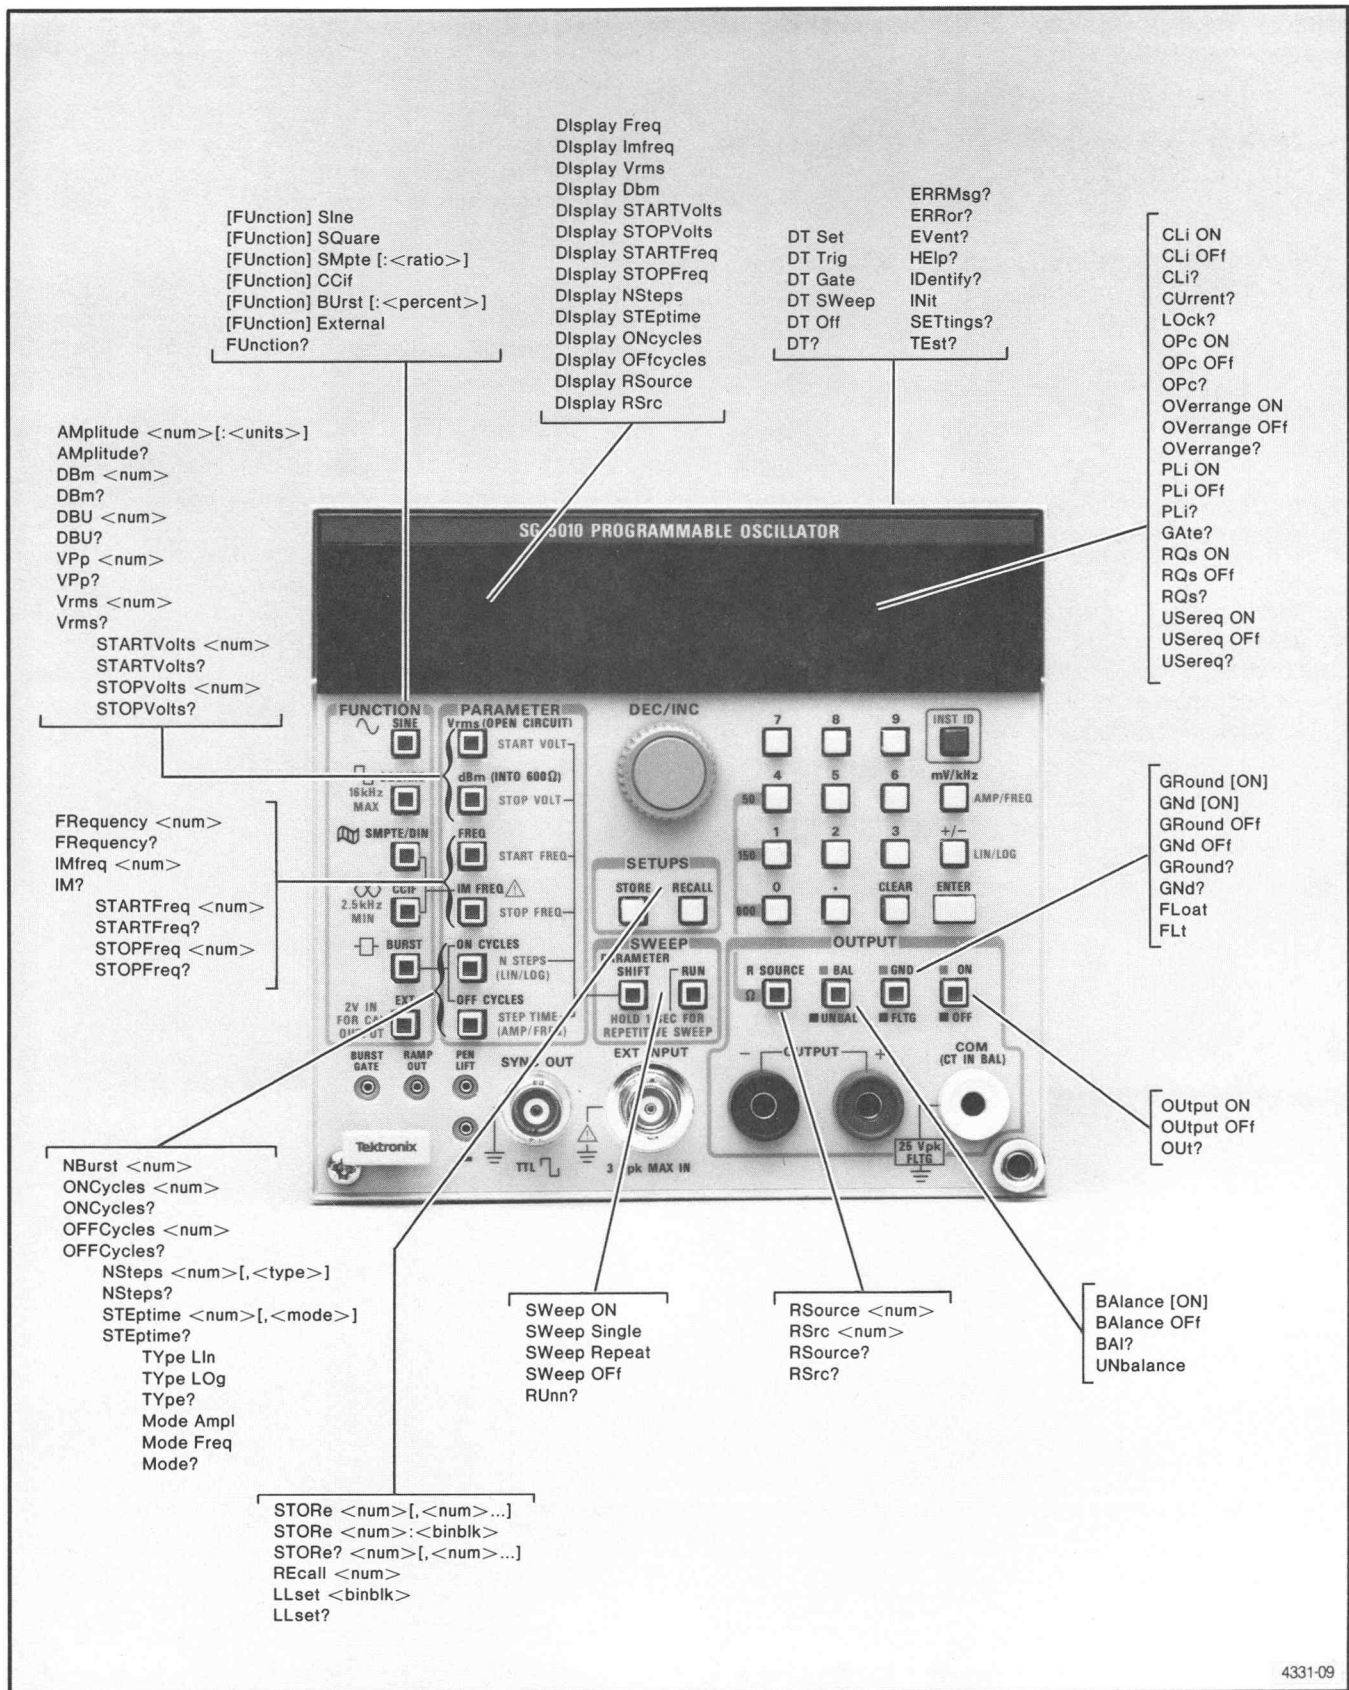 DIsplay Freq
DIsplay Imfreq
DIsplay Vrms
DIsplay Dbm
DIsplay STARTVolts
DIsplay STOPVolts
DIsplay STARTFreq
DIsplay STOPFreq
DIsplay NSteps
DIsplay STEptime
DIsplay ONcycles
DIsplay OFfcycles
DIsplay RSource
DIsplay RSrc
[FUnction] SIne
[FUnction] SQuare
[FUnction] SMpte [:<ratio>]
[FUnction] CCif
[FUnction] BUrst [:<percent>]
[FUnction] External
FUnction?
DT Set
DT Trig
DT Gate
DT SWeep
DT Off
DT?
ERRMsg?
ERRor?
EVent?
HElp?
IDentify?
INit
SETtings?
TEst?
CLi ON
CLi OFf
CLi?
CUrrent?
LOck?
OPc ON
OPc OFf
OPc?
OVerrange ON
OVerrange OFf
OVerrange?
PLi ON
PLi OFf
PLi?
GAte?
RQs ON
RQs OFf
RQs?
USereq ON
USereq OFf
USereq?
AMplitude <num>[:<units>]
AMplitude?
DBm <num>
DBm?
DBU <num>
DBU?
VPp <num>
VPp?
Vrms <num>
Vrms?
STARTVolts <num>
STARTVolts?
STOPVolts <num>
STOPVolts?
FRequency <num>
FRequency?
IMfreq <num>
IM?
STARTFreq <num>
STARTFreq?
STOPFreq <num>
STOPFreq?
SG 5010 PROGRAMMABLE OSCILLATOR
FUNCTION
SINE
16kHz
MAX
SMPTE/DIN
CCIF
2.5kHz
MIN
BURST
EXT
2V IN
FOR CAL
OUTPUT
PARAMETER
Vrms (OPEN CIRCUIT)
START VOLT
dBm (INTO 600Ω)
STOP VOLT
FREQ
START FREQ
IM FREQ
STOP FREQ
ON CYCLES
N STEPS
(LIN/LOG)
OFF CYCLES
STEP TIME
(AMP/FREQ)
DEC/INC
7 8 9 INST ID
4 5 6 mV/kHz
50 AMP/FREQ
1 2 3 +/−
150 LIN/LOG
0 . CLEAR ENTER
600
SETUPS
STORE RECALL
SWEEP
PARAMETER
SHIFT RUN
HOLD 1 SEC FOR
REPETITIVE SWEEP
OUTPUT
R SOURCE BAL GND ON
Ω UNBAL FLTG OFF
BURST
GATE
RAMP
OUT
PEN
LIFT
SYNC OUT
EXT INPUT
− OUTPUT +
COM
(CT IN BAL)
Tektronix
TTL
pk MAX IN
25 Vpk
FLTG
GRound [ON]
GNd [ON]
GRound OFf
GNd OFf
GRound?
GNd?
FLoat
FLt
OUtput ON
OUtput OFf
OUt?
NBurst <num>
ONCycles <num>
ONCycles?
OFFCycles <num>
OFFCycles?
NSteps <num>[,<type>]
NSteps?
STEptime <num>[,<mode>]
STEptime?
TYpe LIn
TYpe LOg
TYpe?
Mode Ampl
Mode Freq
Mode?
SWeep ON
SWeep Single
SWeep Repeat
SWeep OFf
RUnn?
RSource <num>
RSrc <num>
RSource?
RSrc?
BAlance [ON]
BAlance OFf
BAl?
UNbalance
STORe <num>[,<num>...]
STORe <num>:<binblk>
STORe? <num>[,<num>...]
REcall <num>
LLset <binblk>
LLset?
4331-09